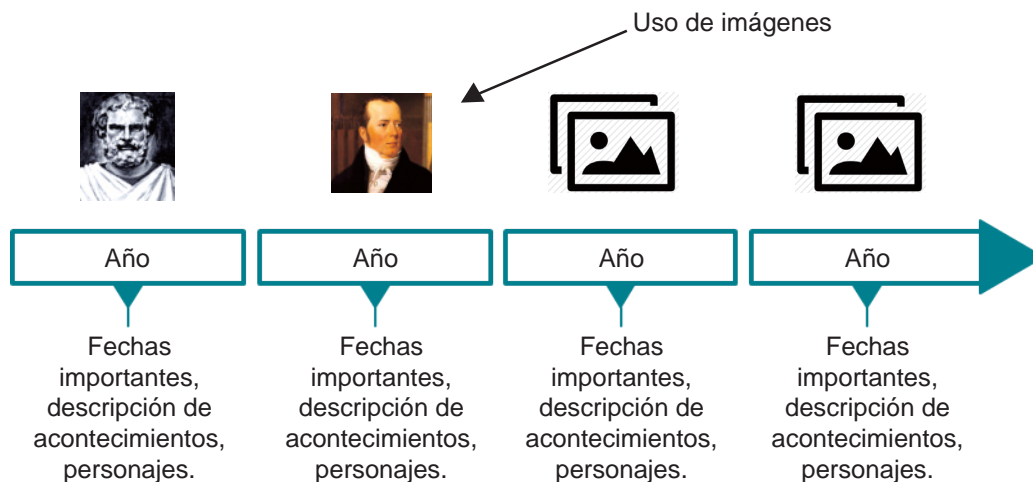 Uso de imágenes
Año
Año
Año
Año
Fechas
importantes,
descripción de
acontecimientos,
personajes.
Fechas
importantes,
descripción de
acontecimientos,
personajes.
Fechas
importantes,
descripción de
acontecimientos,
personajes.
Fechas
importantes,
descripción de
acontecimientos,
personajes.